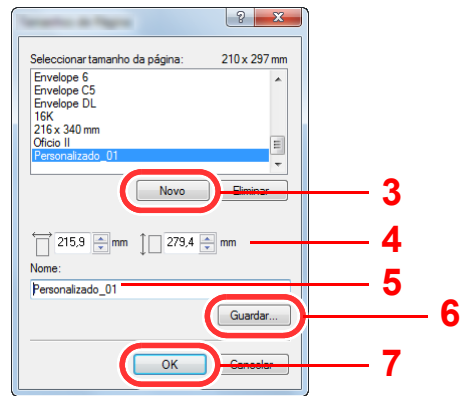 Tamanhos de Página
Seleccionar tamanho da página: 210 x 297 mm
Envelope 6
Envelope C5
Envelope DL
16K
216 x 340 mm
Oficio II
Personalizado_01
Novo Eliminar 3
215,9 mm 279,4 mm 4
Nome:
Personalizado_01 5
Guardar... 6
OK Cancelar 7